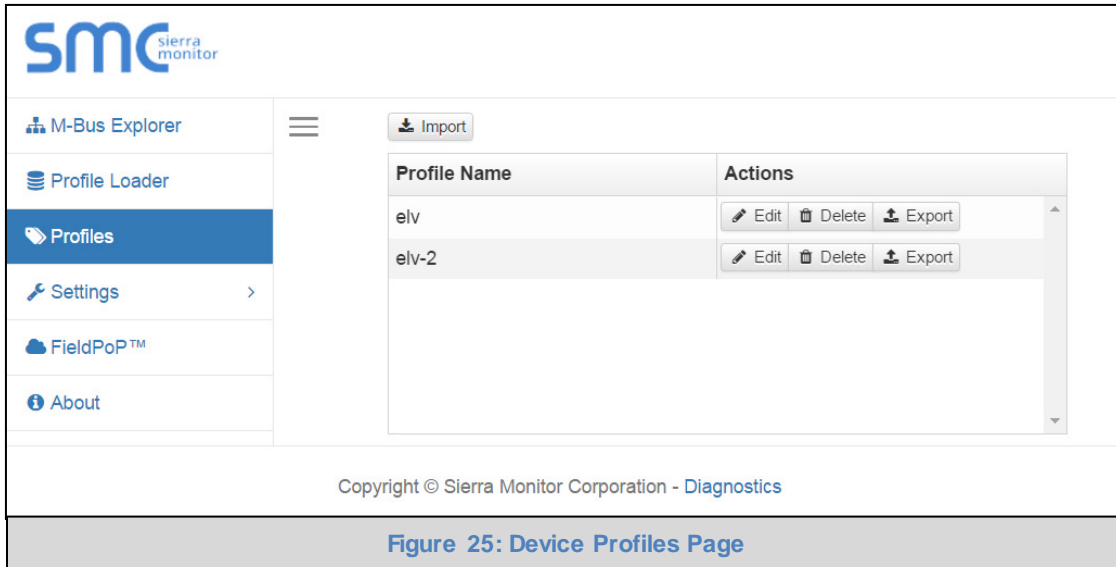 SMC sierra monitor
M-Bus Explorer
Profile Loader
Profiles
Settings
FieldPoP™
About
Import
Profile Name Actions
elv Edit Delete Export
elv-2 Edit Delete Export
Copyright © Sierra Monitor Corporation - Diagnostics
Figure 25: Device Profiles Page